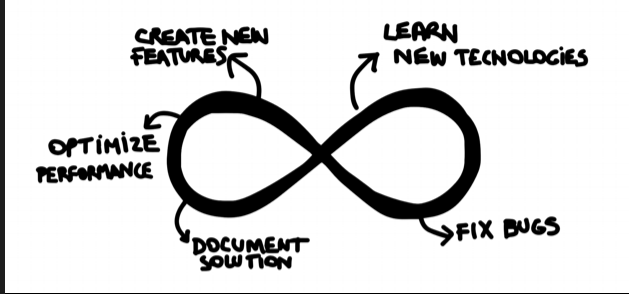 CREATE NEW
FEATURES
LEARN
NEW TECNOLOGIES
OPTIMIZE
PERFORMANCE
DOCUMENT
SOLUTION
FIX BUGS